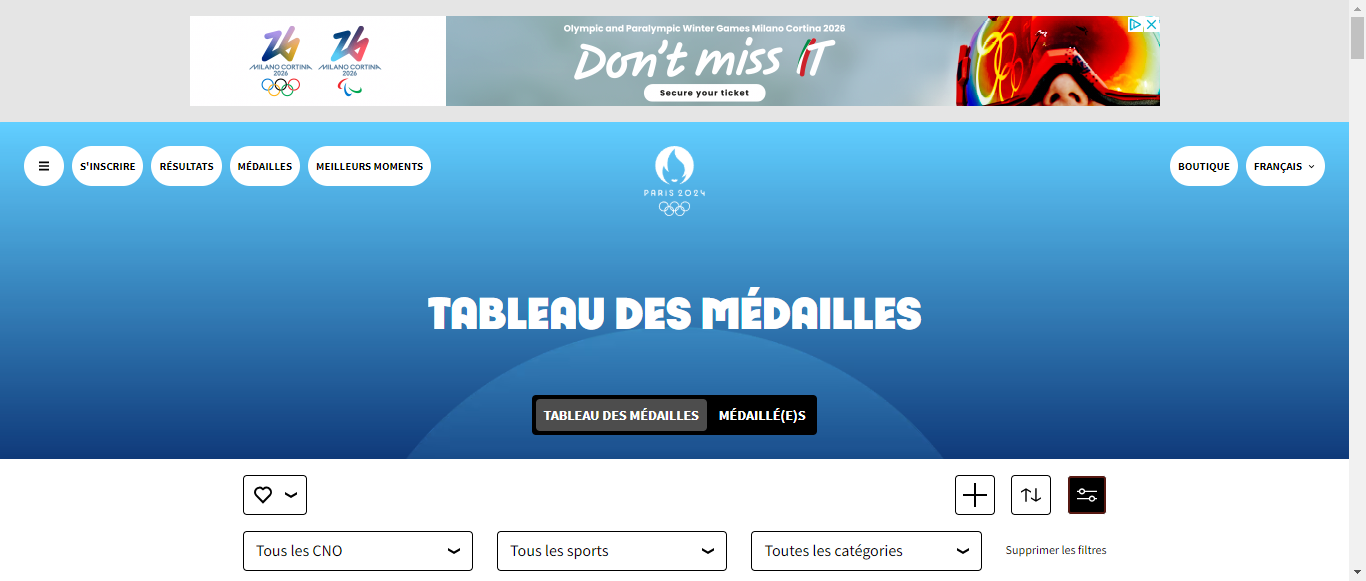 Olympic and Paralympic Winter Games Milano Cortina 2026
Don't miss IT
Secure your ticket
MILANO CORTINA
2026
MILANO CORTINA
2026
S'INSCRIRE
RÉSULTATS
MÉDAILLES
MEILLEURS MOMENTS
PARIS 2024
BOUTIQUE
FRANÇAIS
TABLEAU DES MÉDAILLES
TABLEAU DES MÉDAILLES
MÉDAILLÉ(E)S
Tous les CNO
Tous les sports
Toutes les catégories
Supprimer les filtres